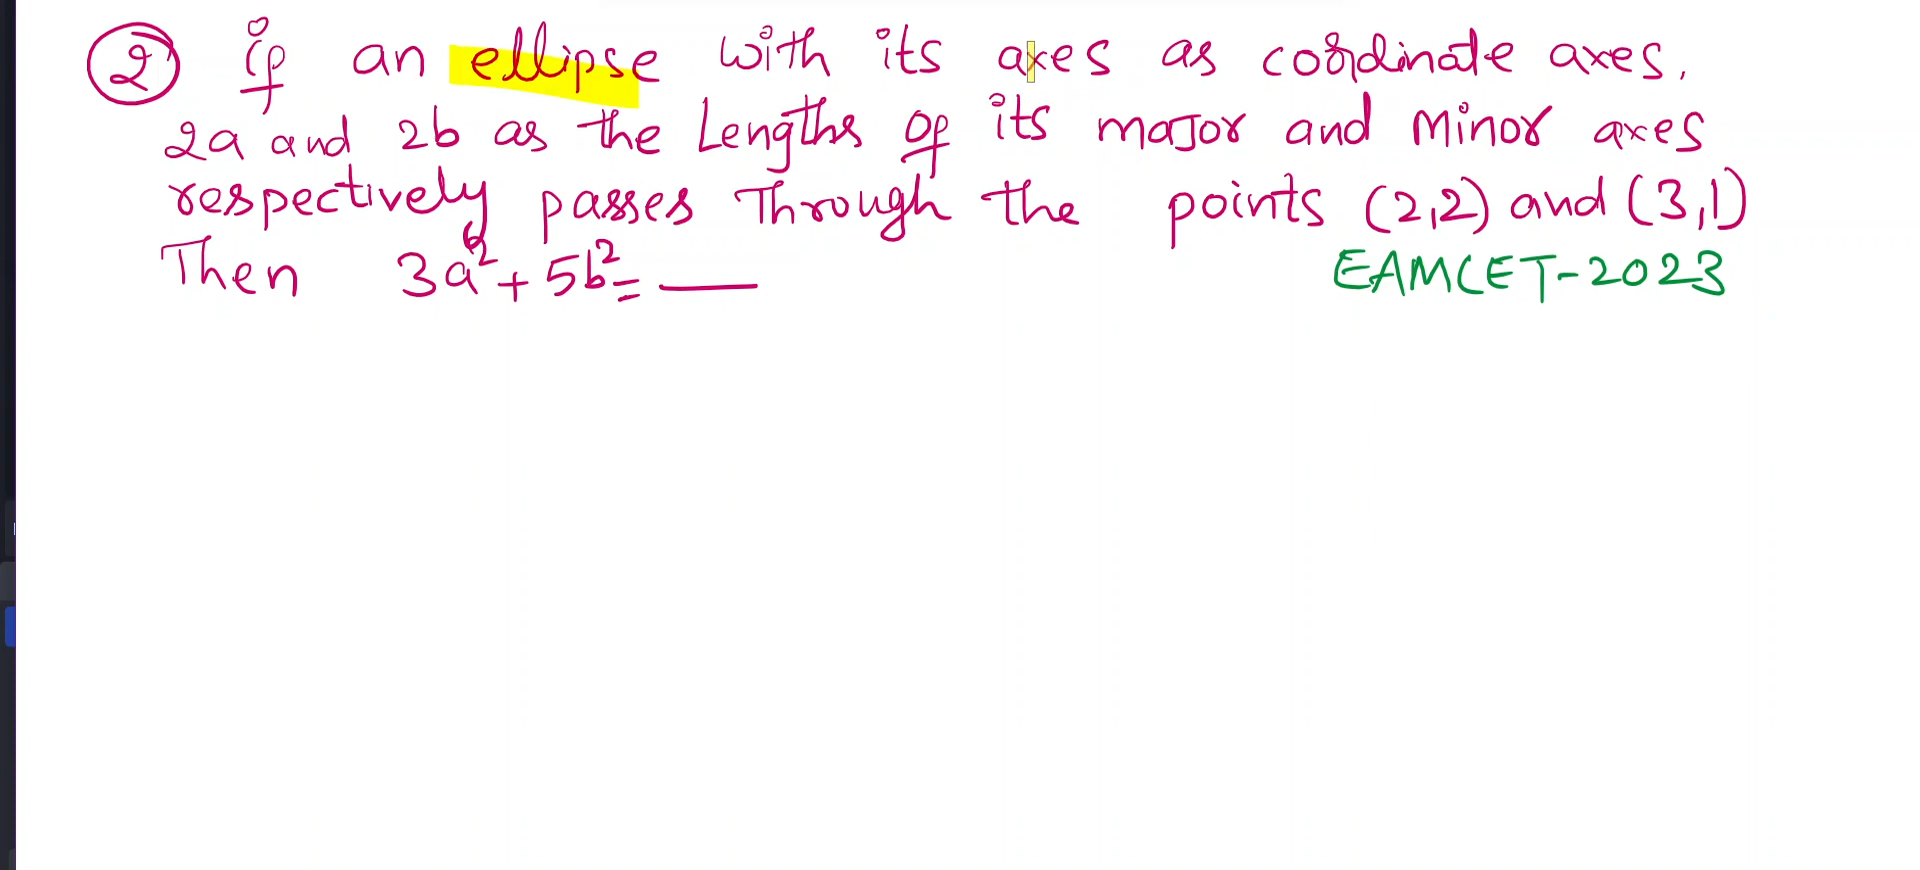 ② if an ellipse with its axes as coordinate axes,
2a and 2b as the Lengths of its major and Minor axes
respectively passes Through the points (2,2) and (3,1)
Then 3a²+5b²= ___ EAMCET-2023